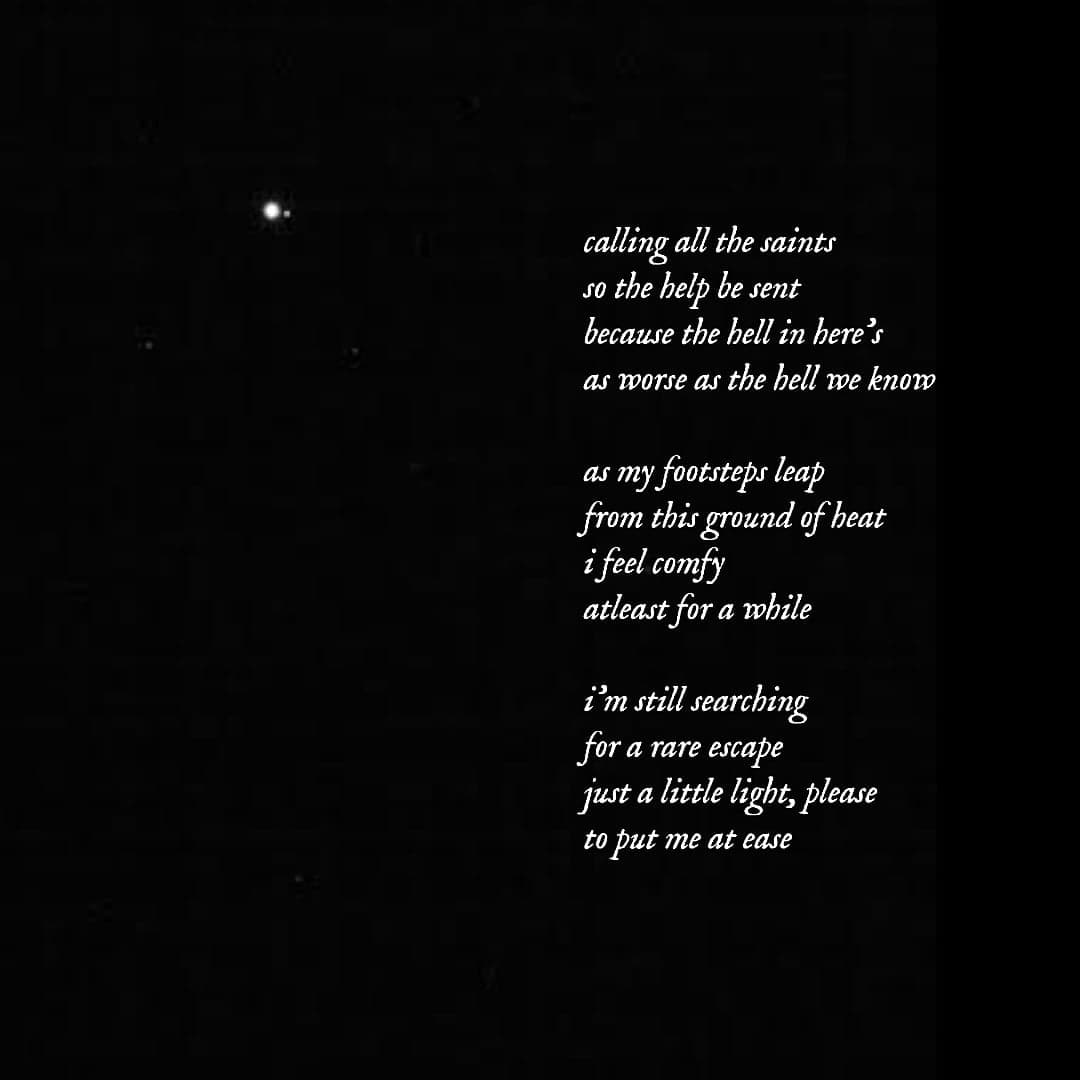 calling all the saints
so the help be sent
because the hell in here's
as worse as the hell we know
as my footsteps leap
from this ground of heat
i feel comfy
atleast for a while
i'm still searching
for a rare escape
just a little light, please
to put me at ease